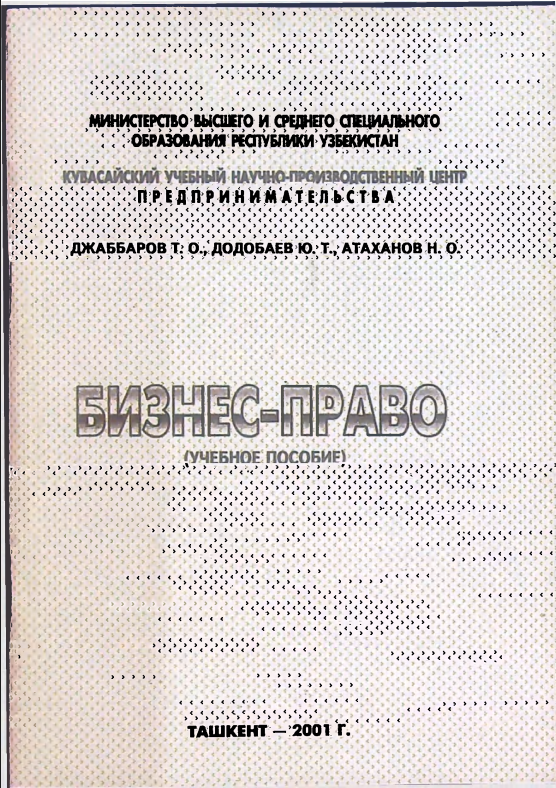 МИНИСТЕРСТВО ВЫСШЕГО И СРЕДНЕГО СПЕЦИАЛЬНОГО
ОБРАЗОВАНИЯ РЕСПУБЛИКИ УЗБЕКИСТАН
КУВАСАЙСКИЙ УЧЕБНЫЙ НАУЧНО-ПРОИЗВОДСТВЕННЫЙ ЦЕНТР
ПРЕДПРИНИМАТЕЛЬСТВА
ДЖАББАРОВ Т. О., ДОДОБАЕВ Ю. Т., АТАХАНОВ Н. О.
БИЗНЕС-ПРАВО
(УЧЕБНОЕ ПОСОБИЕ)
ТАШКЕНТ — 2001 Г.